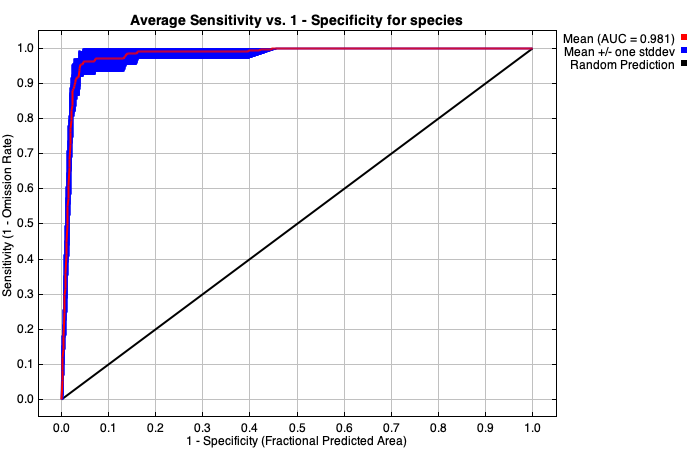 Average Sensitivity vs. 1 - Specificity for species
Mean (AUC = 0.981)
Mean +/- one stddev
Random Prediction
Sensitivity (1 - Omission Rate)
1.0
0.9
0.8
0.7
0.6
0.5
0.4
0.3
0.2
0.1
0.0
0.0 0.1 0.2 0.3 0.4 0.5 0.6 0.7 0.8 0.9 1.0
1 - Specificity (Fractional Predicted Area)